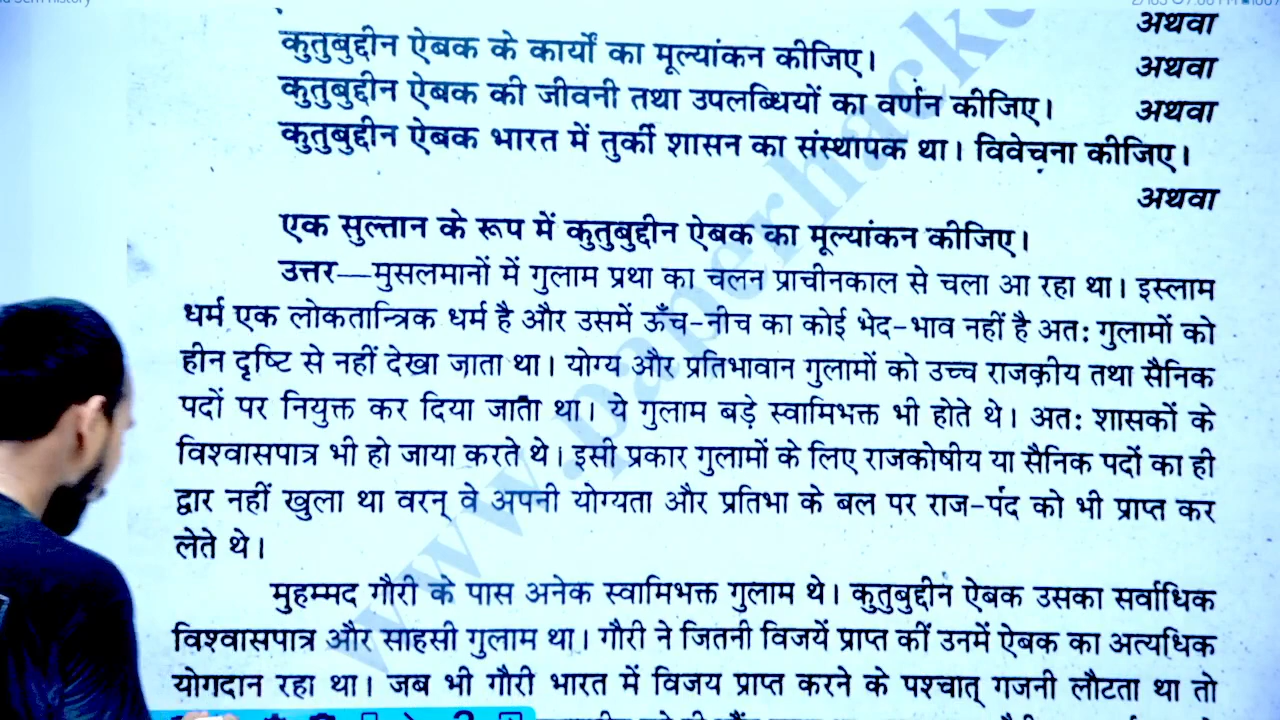 अथवा
कुतुबुद्दीन ऐबक के कार्यों का मूल्यांकन कीजिए।
अथवा
कुतुबुद्दीन ऐबक की जीवनी तथा उपलब्धियों का वर्णन कीजिए।
अथवा
कुतुबुद्दीन ऐबक भारत में तुर्की शासन का संस्थापक था। विवेचना कीजिए।
अथवा
एक सुल्तान के रूप में कुतुबुद्दीन ऐबक का मूल्यांकन कीजिए।
उत्तर—मुसलमानों में गुलाम प्रथा का चलन प्राचीनकाल से चला आ रहा था। इस्लाम
धर्म एक लोकतान्त्रिक धर्म है और उसमें ऊँच-नीच का कोई भेद-भाव नहीं है अतः गुलामों को
हीन दृष्टि से नहीं देखा जाता था। योग्य और प्रतिभावान गुलामों को उच्च राजकीय तथा सैनिक
पदों पर नियुक्त कर दिया जाता था। ये गुलाम बड़े स्वामिभक्त भी होते थे। अतः शासकों के
विश्वासपात्र भी हो जाया करते थे। इसी प्रकार गुलामों के लिए राजकोषीय या सैनिक पदों का ही
द्वार नहीं खुला था वरन् वे अपनी योग्यता और प्रतिभा के बल पर राज-पद को भी प्राप्त कर
लेते थे।
मुहम्मद गौरी के पास अनेक स्वामिभक्त गुलाम थे। कुतुबुद्दीन ऐबक उसका सर्वाधिक
विश्वासपात्र और साहसी गुलाम था। गौरी ने जितनी विजयें प्राप्त कीं उनमें ऐबक का अत्यधिक
योगदान रहा था। जब भी गौरी भारत में विजय प्राप्त करने के पश्चात् गजनी लौटता था तो
www.paperhack